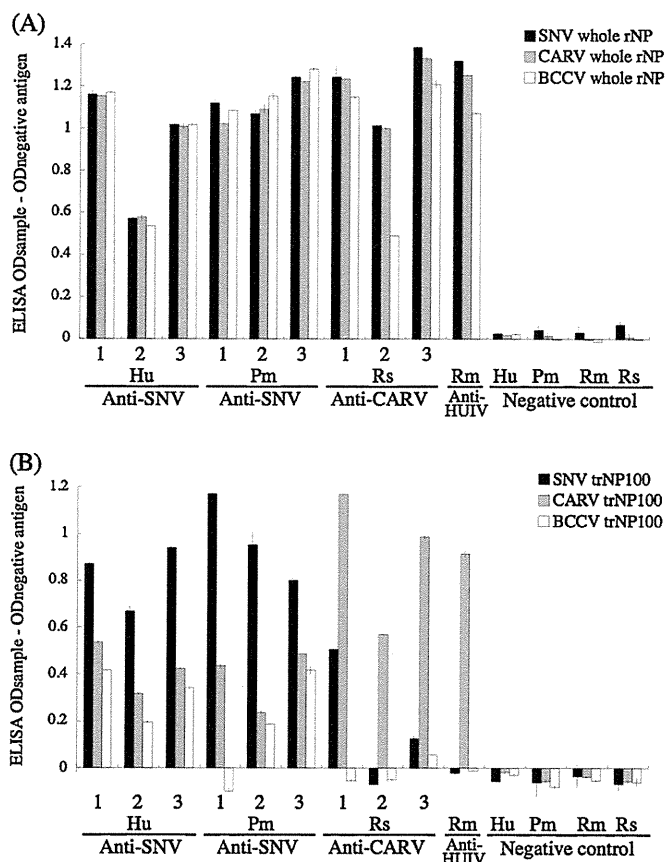 (A)
SNV whole rNP
CARV whole rNP
BCCV whole rNP
ELISA ODsample - ODnegative antigen
1.4
1.2
1
0.8
0.6
0.4
0.2
0
1 2 3 1 2 3 1 2 3 Rm Hu Pm Rm Rs
Hu Pm Rs Anti-HUIV Negative control
Anti-SNV Anti-SNV Anti-CARV
(B)
SNV trNP100
CARV trNP100
BCCV trNP100
ELISA ODsample - ODnegative antigen
1.2
1
0.8
0.6
0.4
0.2
0
1 2 3 1 2 3 1 2 3
Hu Pm Rs Rm Hu Pm Rm Rs
Anti-SNV Anti-SNV Anti-CARV Anti-HUIV Negative control